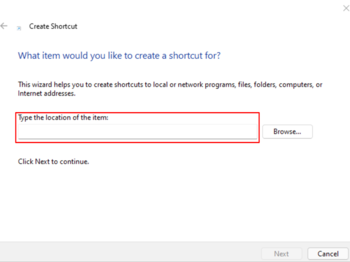 Create Shortcut
What item would you like to create a shortcut for?
This wizard helps you to create shortcuts to local or network programs, files, folders, computers, or
Internet addresses.
Type the location of the item:
Browse...
Click Next to continue.
Next
Cancel